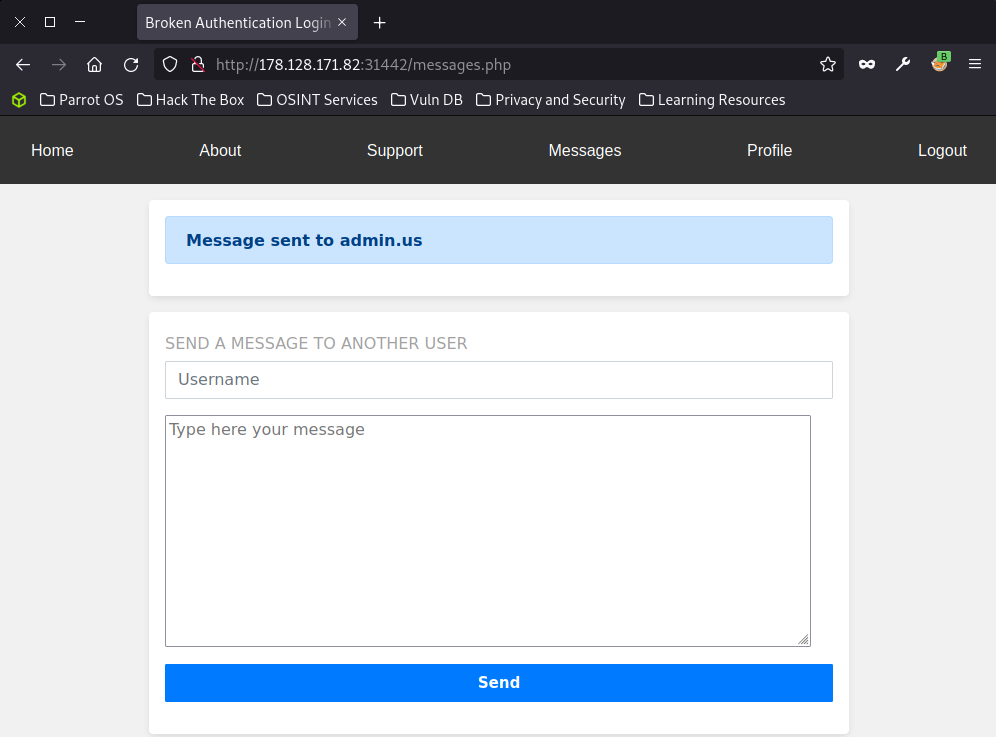 Broken Authentication Login
http://178.128.171.82:31442/messages.php
B
Parrot OS Hack The Box OSINT Services Vuln DB Privacy and Security Learning Resources
Home About Support Messages Profile Logout
Message sent to admin.us
SEND A MESSAGE TO ANOTHER USER
Username
Type here your message
Send